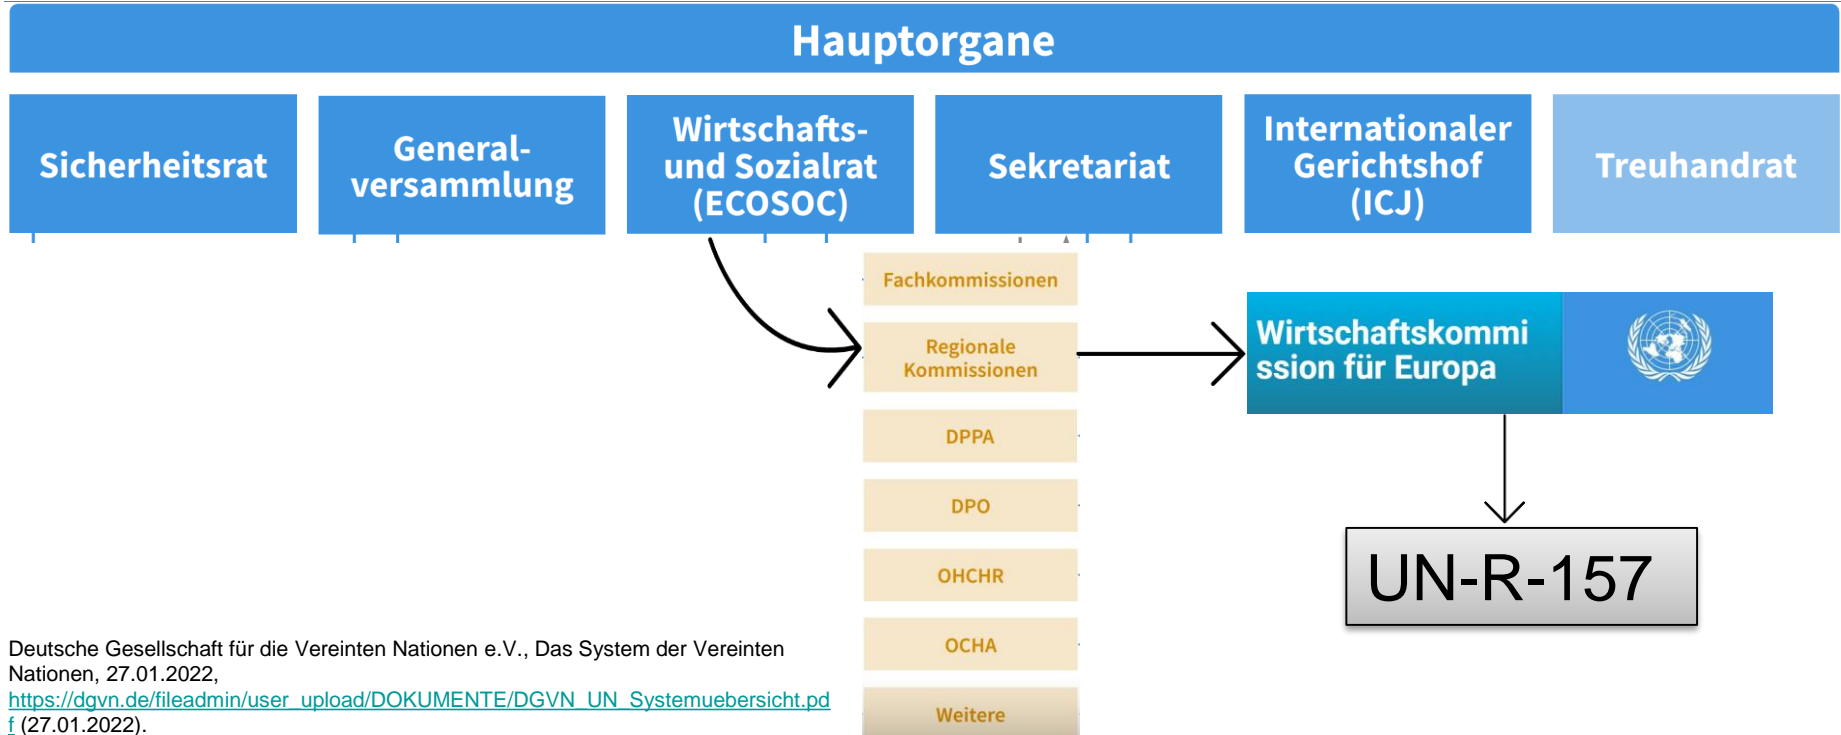 Hauptorgane
Sicherheitsrat
General-
versammlung
Wirtschafts-
und Sozialrat
(ECOSOC)
Sekretariat
Internationaler
Gerichtshof
(ICJ)
Treuhandrat
Fachkommissionen
Regionale
Kommissionen
DPPA
DPO
OHCHR
OCHA
Weitere
Wirtschaftskommi
ssion für Europa
UN-R-157
Deutsche Gesellschaft für die Vereinten Nationen e.V., Das System der Vereinten
Nationen, 27.01.2022,
https://dgvn.de/fileadmin/user_upload/DOKUMENTE/DGVN_UN_Systemuebersicht.pd
f (27.01.2022).